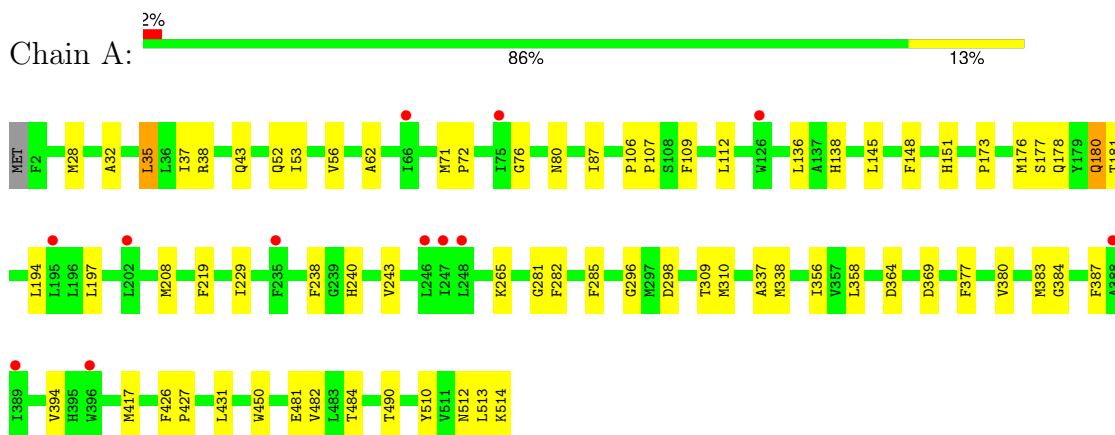 2%
Chain A:
86% 13%
MET F2 M28 A32 L35 L36 I37 R38 Q43 Q52 I53 V56 A62 I66 M71 P72 I75 G76 N80 I87 P106 P107 S108 F109 L112 W126 L136 A137 H138 L145 F148 H151 P173 M176 S177 Q178 Y179 Q180 T181
L194 L195 L196 L197 L202 M208 F219 I229 F235 F238 G239 H240 V243 L246 I247 L248 K265 G281 F282 F285 G296 M297 D298 T309 M310 A337 M338 I356 V357 L358 D364 D369 F377 V380 M383 G384 F387 A388
I389 V394 H395 W396 M417 F426 P427 L431 W450 E481 V482 L483 T484 T490 Y510 V511 N512 L513 K514